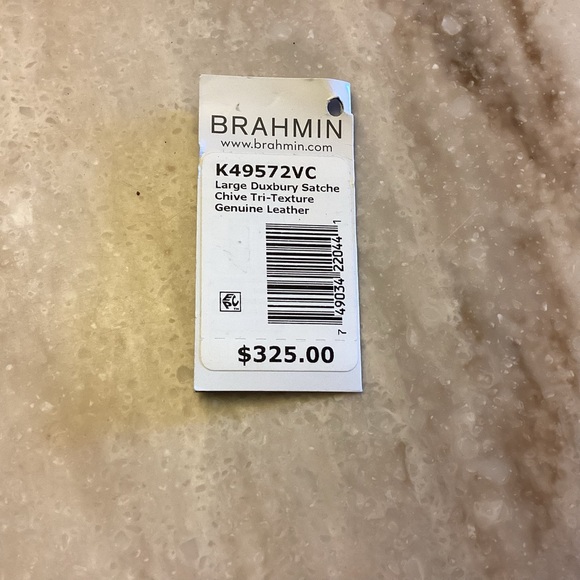 BRAHMIN
www.brahmin.com
K49572VC
Large Duxbury Satche
Chive Tri-Texture
Genuine Leather
7 49034 22044 1
$325.00